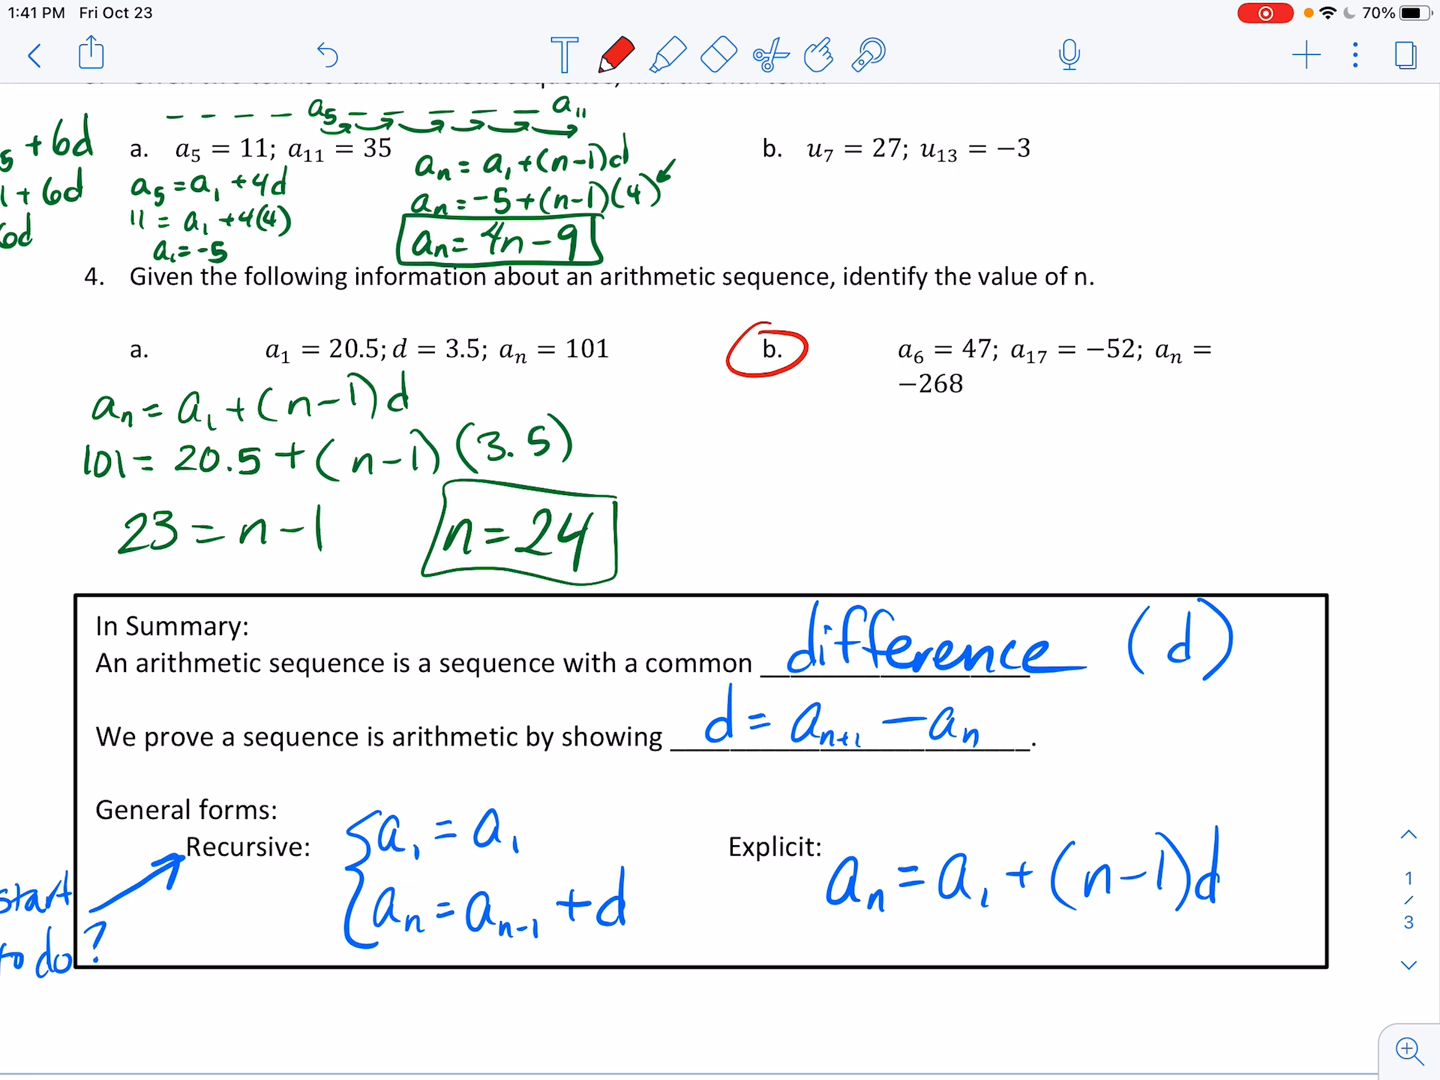 1:41 PM Fri Oct 23
70%
T
a₅ a₁₁
₅ + 6d
a. a₅ = 11; a₁₁ = 35
b. u₇ = 27; u₁₃ = −3
+ 6d
6d
a₅ = a₁ + 4d
11 = a₁ + 4(4)
a₁ = -5
aₙ = a₁ + (n-1)d
aₙ = -5 + (n-1)(4)
aₙ = 4n - 9
4. Given the following information about an arithmetic sequence, identify the value of n.
a. a₁ = 20.5; d = 3.5; aₙ = 101
b. a₆ = 47; a₁₇ = −52; aₙ =
−268
aₙ = a₁ + (n-1)d
101 = 20.5 + (n-1)(3.5)
23 = n-1
n = 24
In Summary:
An arithmetic sequence is a sequence with a common difference (d)
We prove a sequence is arithmetic by showing d = aₙ₊₁ - aₙ.
General forms:
Recursive: { a₁ = a₁
aₙ = aₙ₋₁ + d
Explicit: aₙ = a₁ + (n-1)d
start
to do?
1
/
3